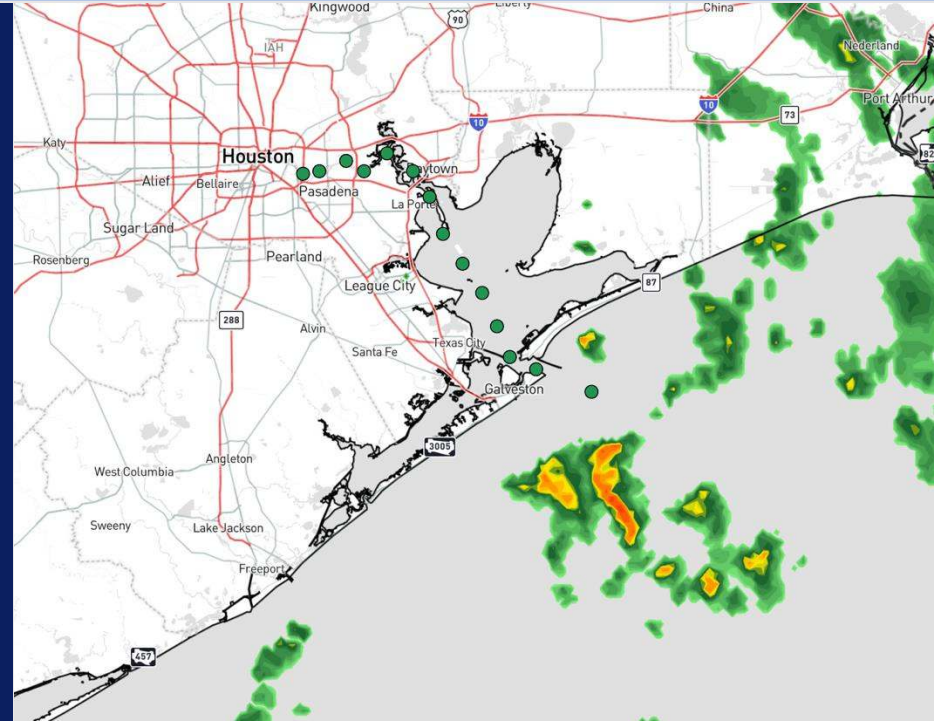 Kingwood
Liberty
China
90
IAH
Nederland
10
Port Arthur
73
10
Katy
Houston
82
Baytown
Alief
Bellaire
Pasadena
La Porte
Sugar Land
Rosenberg
Pearland
League City
87
288
Alvin
Texas City
Santa Fe
Galveston
3005
Angleton
West Columbia
Sweeny
Lake Jackson
Freeport
457